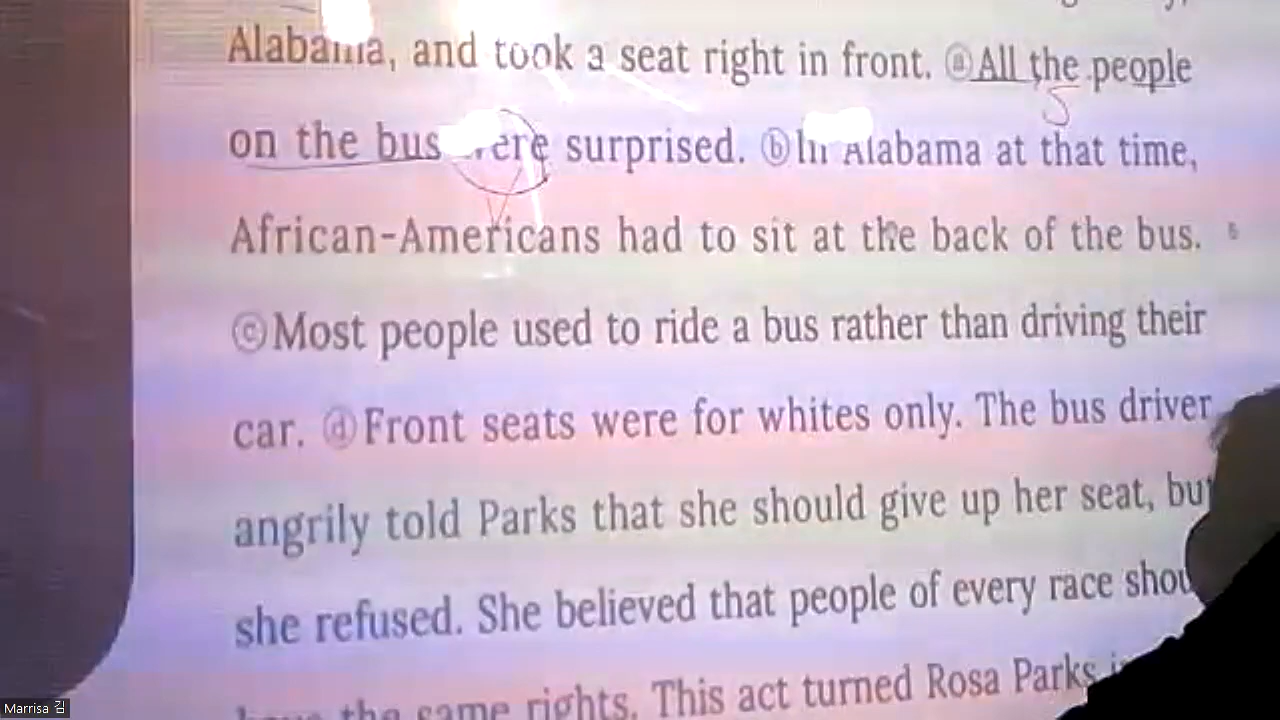 Alabama, and took a seat right in front. ⓐAll the people
on the bus were surprised. ⓑIn Alabama at that time,
African-Americans had to sit at the back of the bus.
ⓒMost people used to ride a bus rather than driving their
car. ⓓFront seats were for whites only. The bus driver
angrily told Parks that she should give up her seat, but
she refused. She believed that people of every race
the same rights. This act turned Rosa Parks
S
V
Marrisa 김